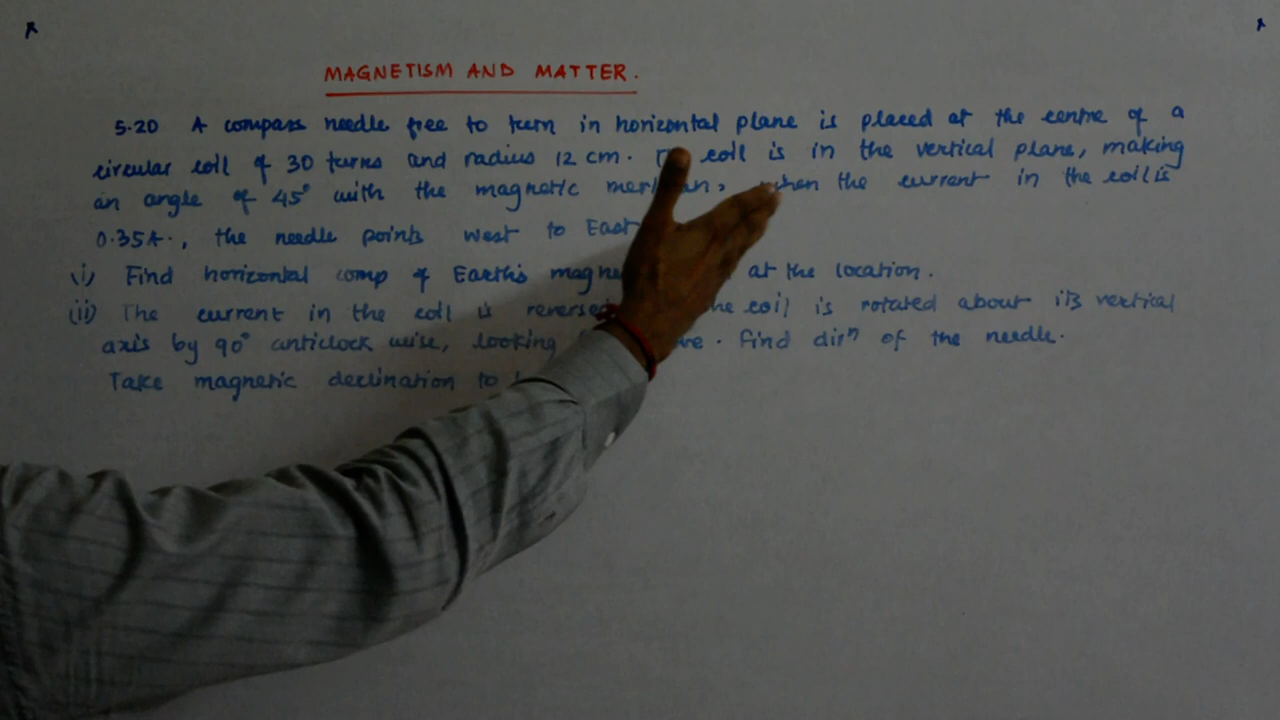 MAGNETISM AND MATTER.
5.20 A compass needle free to turn in horizontal plane is placed at the centre of a
circular coil of 30 turns and radius 12 cm. coil is in the vertical plane, making
an angle of 45° with the magnetic when the current in the coil is
0.35A., the needle points west to East
(i) Find horizontal comp of Earth's at the location.
(ii) The current in the coil is coil is rotated about its vertical
axis by 90° anticlock wise, looking . Find dirⁿ of the needle.
Take magnetic declination to